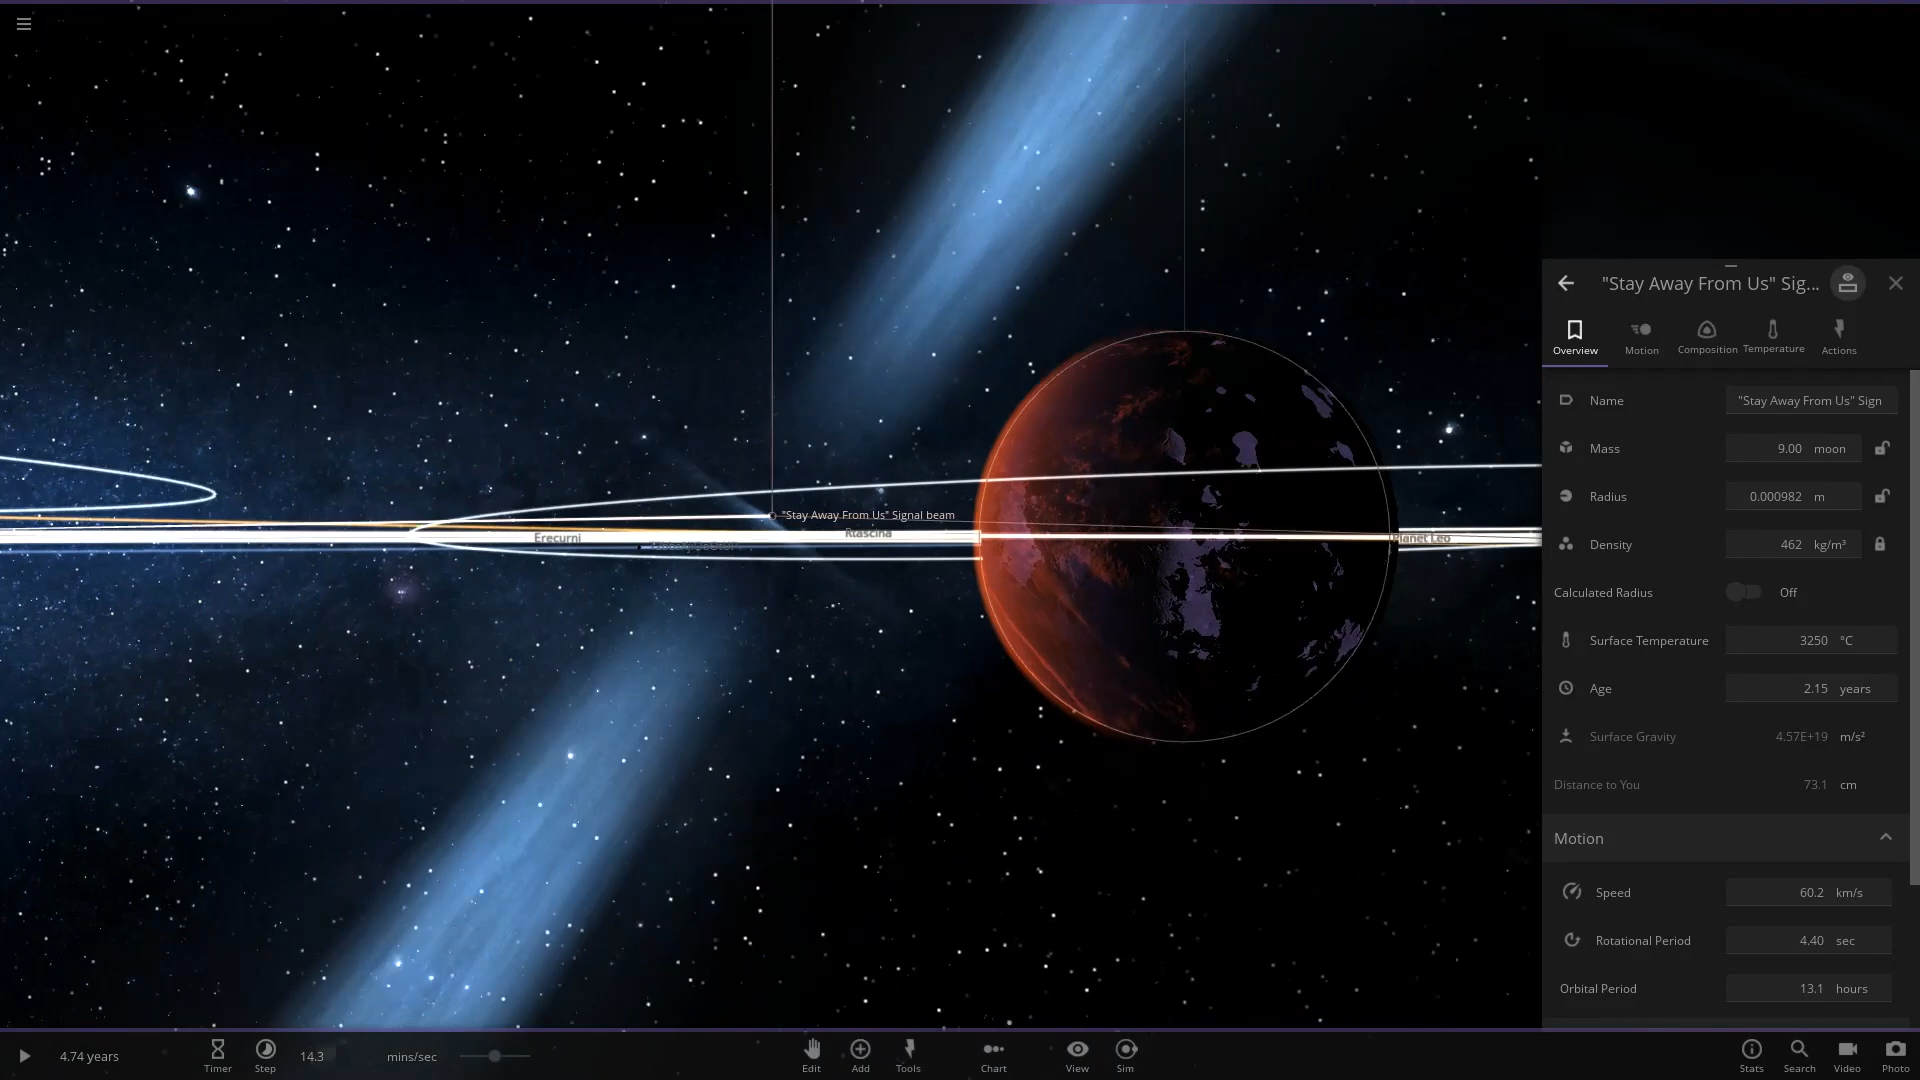 "Stay Away From Us" Sig...
Overview
Motion
Composition
Temperature
Actions
Name "Stay Away From Us" Sign
Mass 9.00 moon
Radius 0.000982 m
Density 462 kg/m³
Calculated Radius Off
Surface Temperature 3250 °C
Age 2.15 years
Surface Gravity 4.57E+19 m/s²
Distance to You 73.1 cm
Motion
Speed 60.2 km/s
Rotational Period 4.40 sec
Orbital Period 13.1 hours
"Stay Away From Us" Signal beam
Erecurni
Rlascina
Planet Leo
4.74 years
Timer
Step
14.3 mins/sec
Edit
Add
Tools
Chart
View
Sim
Stats
Search
Video
Photo